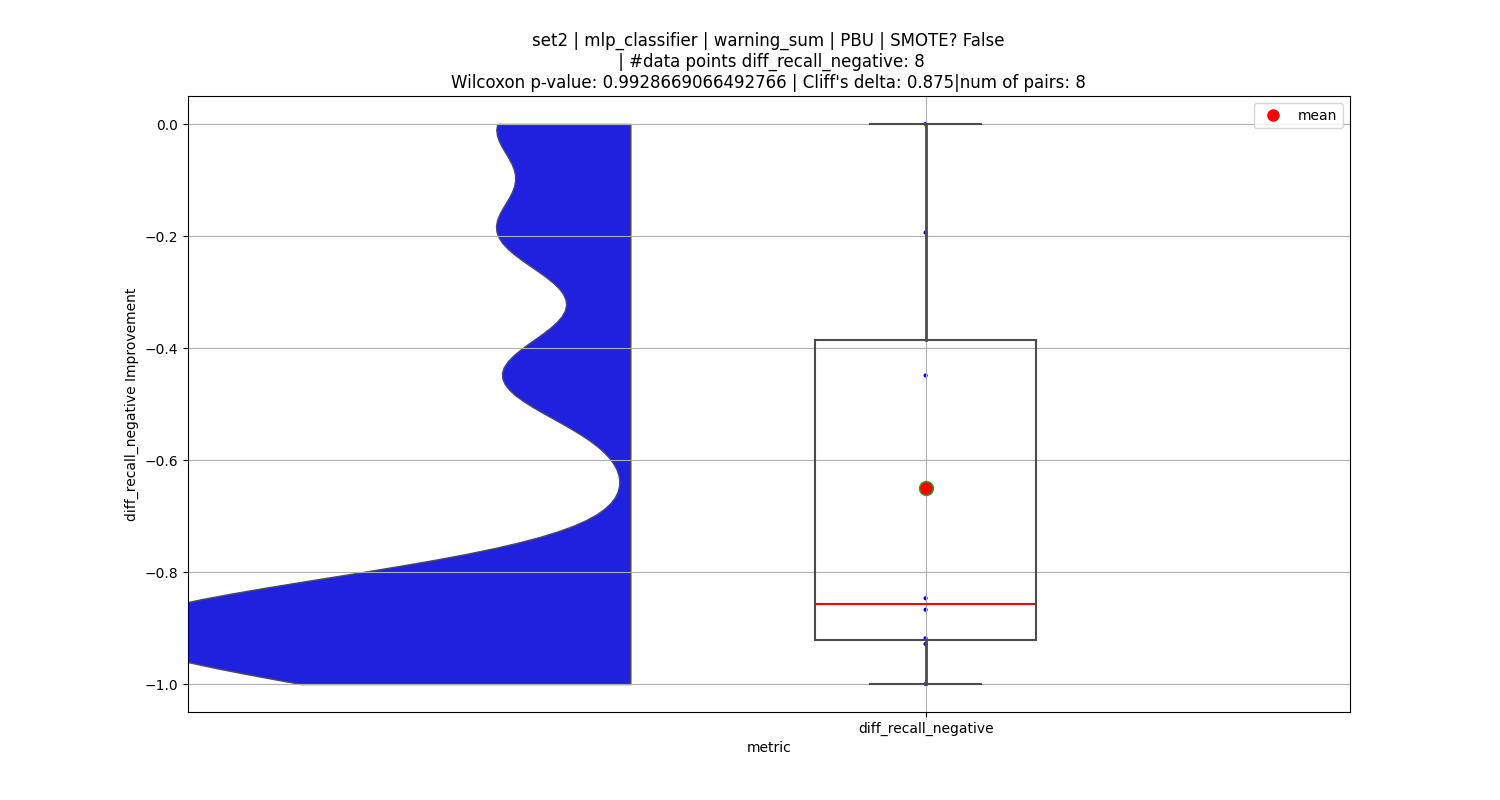 set2 | mlp_classifier | warning_sum | PBU | SMOTE? False
| #data points diff_recall_negative: 8
Wilcoxon p-value: 0.9928669066492766 | Cliff's delta: 0.875|num of pairs: 8
mean
0.0
−0.2
−0.4
−0.6
−0.8
−1.0
diff_recall_negative Improvement
diff_recall_negative
metric